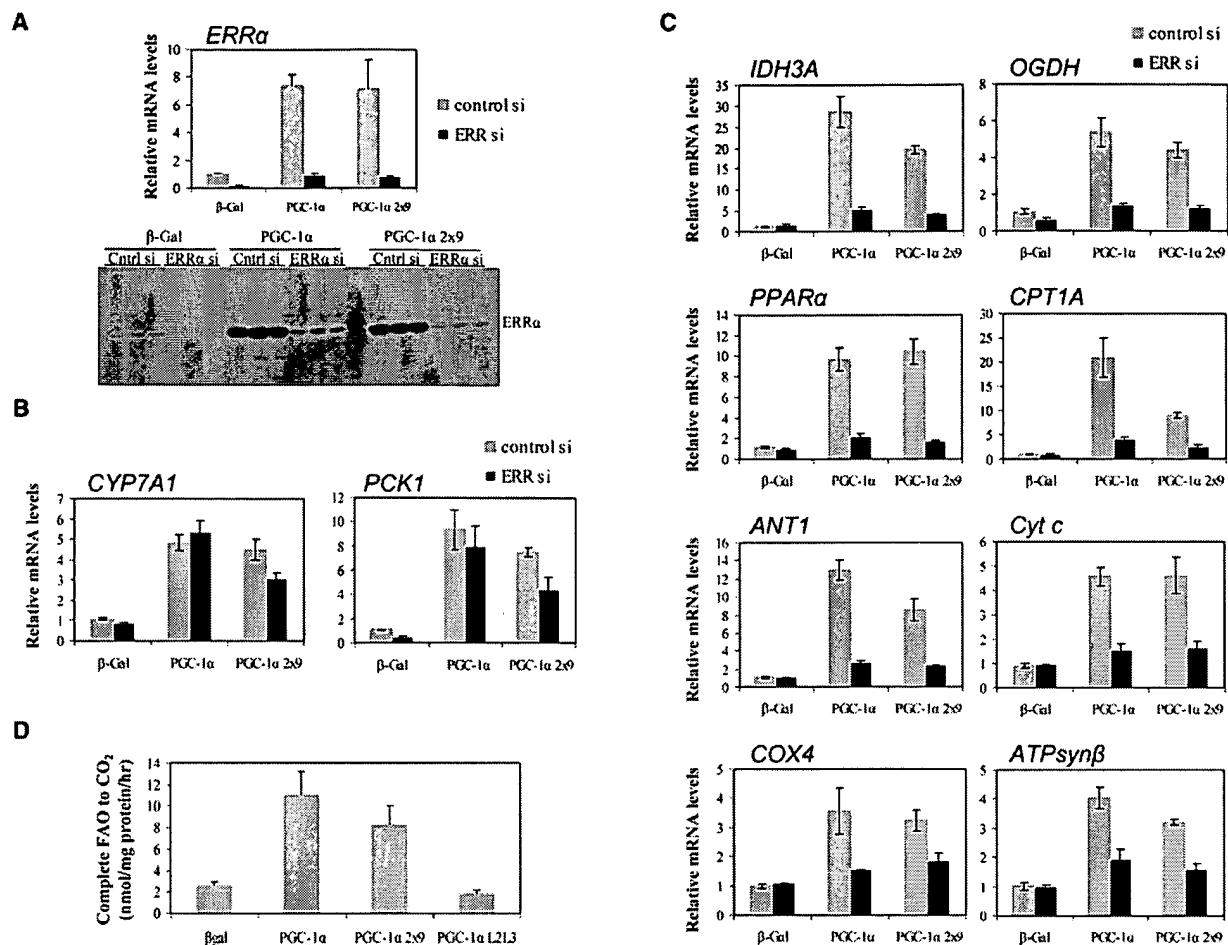 A
ERRα
Relative mRNA levels
10
8
6
4
2
0
β-Gal PGC-1α PGC-1α 2x9
control si
ERR si
β-Gal PGC-1α PGC-1α 2x9
Cntrl si ERRα si Cntrl si ERRα si Cntrl si ERRα si
ERRα
B
control si
ERR si
CYP7A1
Relative mRNA levels
7
6
5
4
3
2
1
0
β-Gal PGC-1α PGC-1α 2x9
PCK1
12
10
8
6
4
2
0
β-Gal PGC-1α PGC-1α 2x9
D
Complete FAO to CO2
(nmol/mg protein/hr)
14
12
10
8
6
4
2
0
βgal PGC-1α PGC-1α 2x9 PGC-1α L2L3
C
control si
ERR si
IDH3A
Relative mRNA levels
35
30
25
20
15
10
5
0
β-Gal PGC-1α PGC-1α 2x9
OGDH
8
6
4
2
0
β-Gal PGC-1α PGC-1α 2x9
PPARα
Relative mRNA levels
14
12
10
8
6
4
2
0
β-Gal PGC-1α PGC-1α 2x9
CPT1A
30
25
20
15
10
5
0
β-Gal PGC-1α PGC-1α 2x9
ANT1
Relative mRNA levels
16
14
12
10
8
6
4
2
0
β-Gal PGC-1α PGC-1α 2x9
Cyt c
6
5
4
3
2
1
0
β-Gal PGC-1α PGC-1α 2x9
COX4
Relative mRNA levels
5
4
3
2
1
0
β-Gal PGC-1α PGC-1α 2x9
ATPsynβ
5
4
3
2
1
0
β-Gal PGC-1α PGC-1α 2x9